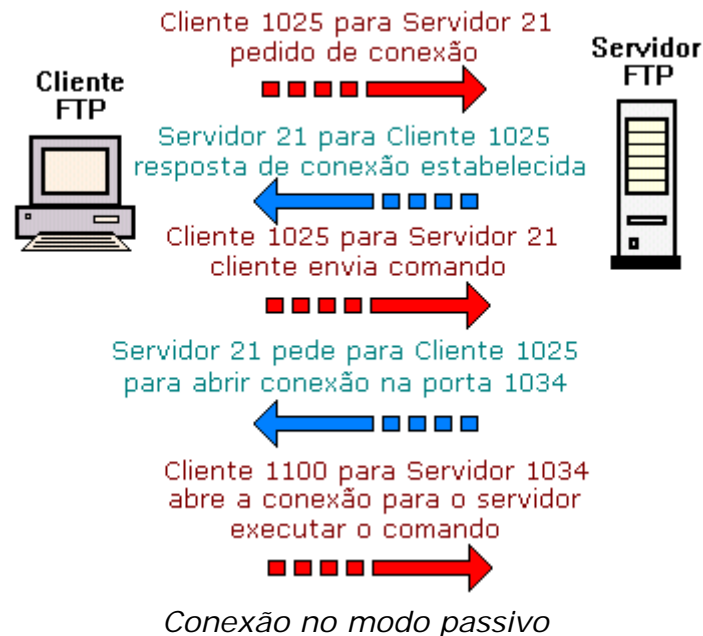 Cliente 1025 para Servidor 21
pedido de conexão
Servidor
FTP
Cliente
FTP
Servidor 21 para Cliente 1025
resposta de conexão estabelecida
Cliente 1025 para Servidor 21
cliente envia comando
Servidor 21 pede para Cliente 1025
para abrir conexão na porta 1034
Cliente 1100 para Servidor 1034
abre a conexão para o servidor
executar o comando
Conexão no modo passivo